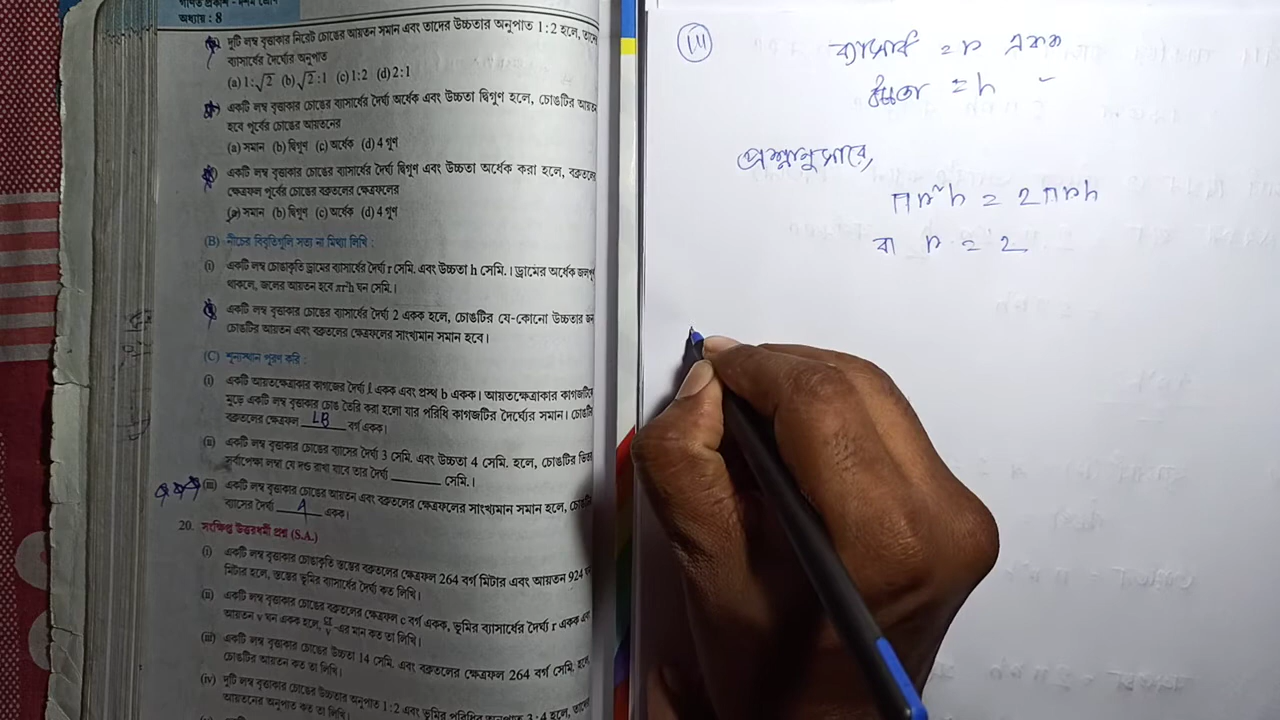 গণিত প্রকাশ - দশম শ্রেণি
অধ্যায় : 8
দুটি লম্ব বৃত্তাকার নিরেট চোঙের আয়তন সমান এবং তাদের উচ্চতার অনুপাত 1:2 হলে, তাদের
ব্যাসার্ধের দৈর্ঘ্যের অনুপাত
(a) 1:√2 (b) √2:1 (c) 1:2 (d) 2:1
একটি লম্ব বৃত্তাকার চোঙের ব্যাসার্ধের দৈর্ঘ্য অর্ধেক এবং উচ্চতা দ্বিগুণ হলে, চোঙটির আয়তন
হবে পূর্বের চোঙের আয়তনের
(a) সমান (b) দ্বিগুণ (c) অর্ধেক (d) 4 গুণ
একটি লম্ব বৃত্তাকার চোঙের ব্যাসার্ধের দৈর্ঘ্য দ্বিগুণ এবং উচ্চতা অর্ধেক করা হলে, বক্রতলের
ক্ষেত্রফল পূর্বের চোঙের বক্রতলের ক্ষেত্রফলের
(a) সমান (b) দ্বিগুণ (c) অর্ধেক (d) 4 গুণ
(B) নীচের বিবৃতিগুলি সত্য না মিথ্যা লিখি :
(i) একটি লম্ব চোঙাকৃতি ড্রামের ব্যাসার্ধের দৈর্ঘ্য r সেমি. এবং উচ্চতা h সেমি.। ড্রামের অর্ধেক জলপূর্ণ
থাকলে, জলের আয়তন হবে πr²h ঘন সেমি.।
একটি লম্ব বৃত্তাকার চোঙের ব্যাসার্ধের দৈর্ঘ্য 2 একক হলে, চোঙটির যে-কোনো উচ্চতার জন্য
চোঙটির আয়তন এবং বক্রতলের ক্ষেত্রফলের সাংখ্যমান সমান হবে।
(C) শূন্যস্থান পূরণ করি :
(i) একটি আয়তক্ষেত্রাকার কাগজের দৈর্ঘ্য l একক এবং প্রস্থ b একক। আয়তক্ষেত্রাকার কাগজটিকে
মুড়ে একটি লম্ব বৃত্তাকার চোঙ তৈরি করা হলো যার পরিধি কাগজটির দৈর্ঘ্যের সমান। চোঙটির
বক্রতলের ক্ষেত্রফল LB বর্গ একক।
(ii) একটি লম্ব বৃত্তাকার চোঙের ব্যাসের দৈর্ঘ্য 3 সেমি. এবং উচ্চতা 4 সেমি. হলে, চোঙটির ভিতর
সর্বাপেক্ষা লম্বা যে দন্ড রাখা যাবে তার দৈর্ঘ্য ______ সেমি.।
(iii) একটি লম্ব বৃত্তাকার চোঙের আয়তন এবং বক্রতলের ক্ষেত্রফলের সাংখ্যমান সমান হলে, চোঙটির
ব্যাসের দৈর্ঘ্য 4 একক।
20. সংক্ষিপ্ত উত্তরধর্মী প্রশ্ন (S.A.)
(i) একটি লম্ব বৃত্তাকার চোঙাকৃতি স্তম্ভের বক্রতলের ক্ষেত্রফল 264 বর্গ মিটার এবং আয়তন 924 ঘন
মিটার হলে, স্তম্ভের ভূমির ব্যাসার্ধের দৈর্ঘ্য কত লিখি।
(ii) একটি লম্ব বৃত্তাকার চোঙের বক্রতলের ক্ষেত্রফল c বর্গ একক, ভূমির ব্যাসার্ধের দৈর্ঘ্য r একক এবং
আয়তন v ঘন একক হলে, cr/v -এর মান কত তা লিখি।
(iii) একটি লম্ব বৃত্তাকার চোঙের উচ্চতা 14 সেমি. এবং বক্রতলের ক্ষেত্রফল 264 বর্গ সেমি. হলে,
চোঙটির আয়তন কত তা লিখি।
(iv) দুটি লম্ব বৃত্তাকার চোঙের উচ্চতার অনুপাত 1:2 এবং ভূমির পরিধির অনুপাত 3:4 হলে, তাদের
আয়তনের অনুপাত কত তা লিখি।
(iii) ব্যাসার্ধ = r একক
উচ্চতা = h "
প্রশ্নানুসারে,
πr²h = 2πrh
বা r = 2